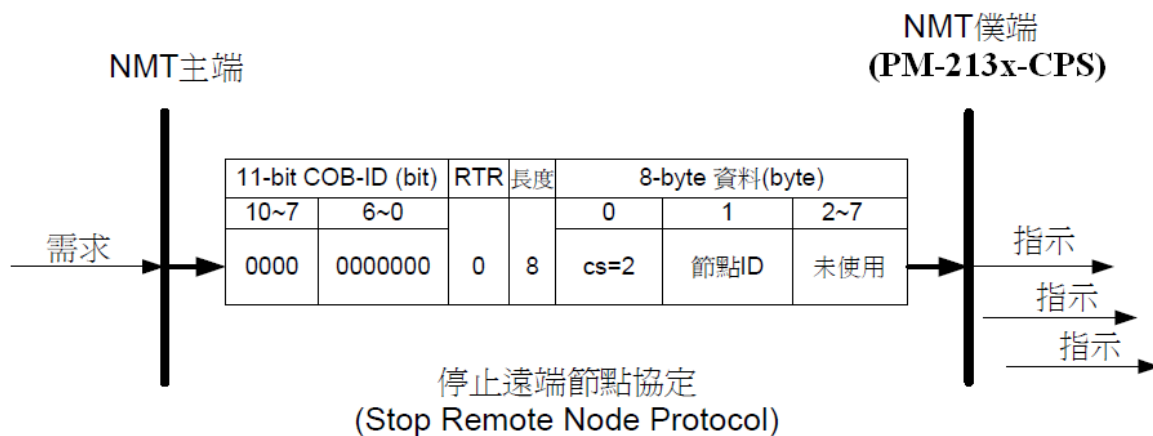 NMT主端
NMT僕端
(PM-213x-CPS)
11-bit COB-ID (bit) RTR 長度 8-byte 資料(byte)
10~7 6~0 0 1 2~7
需求
0000 0000000 0 8 cs=2 節點ID 未使用
指示
指示
指示
停止遠端節點協定
(Stop Remote Node Protocol)